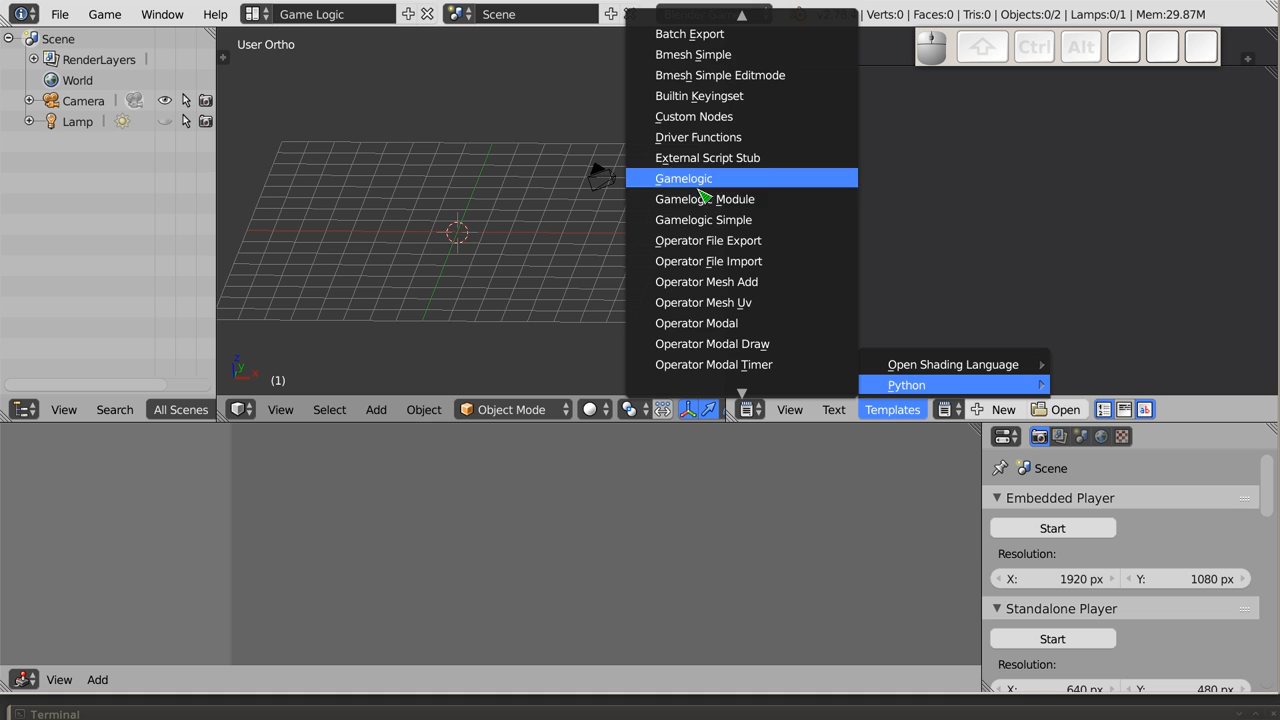 File Game Window Help Game Logic Scene Verts:0 | Faces:0 | Tris:0 | Objects:0/2 | Lamps:0/1 | Mem:29.87M
Scene
RenderLayers
World
Camera
Lamp
View Search All Scenes
User Ortho
(1)
View Select Add Object Object Mode
Batch Export
Bmesh Simple
Bmesh Simple Editmode
Builtin Keyingset
Custom Nodes
Driver Functions
External Script Stub
Gamelogic
Gamelogic Module
Gamelogic Simple
Operator File Export
Operator File Import
Operator Mesh Add
Operator Mesh Uv
Operator Modal
Operator Modal Draw
Operator Modal Timer
Ctrl Alt
Open Shading Language
Python
View Text Templates New Open
Scene
Embedded Player
Start
Resolution:
X: 1920 px Y: 1080 px
Standalone Player
Start
Resolution:
X: 640 px Y: 480 px
View Add
Terminal